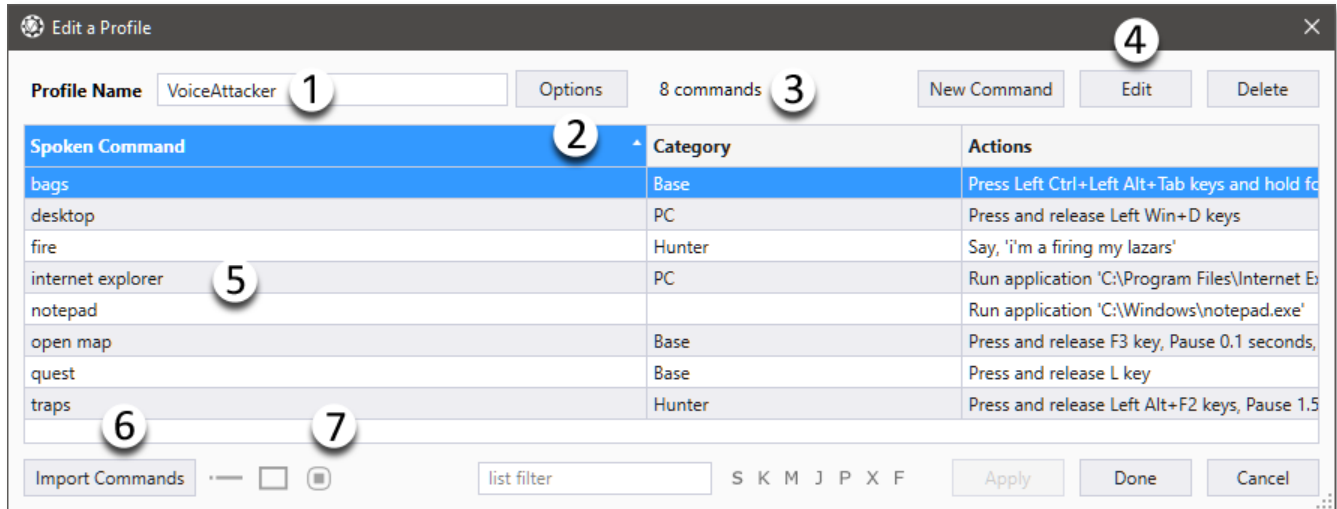 Edit a Profile
4
Profile Name VoiceAttacker 1 Options 8 commands 3 New Command Edit Delete
2
Spoken Command Category Actions
bags Base Press Left Ctrl+Left Alt+Tab keys and hold fo
desktop PC Press and release Left Win+D keys
fire Hunter Say, 'i'm a firing my lazars'
internet explorer 5 PC Run application 'C:\Program Files\Internet Ex
notepad Run application 'C:\Windows\notepad.exe'
open map Base Press and release F3 key, Pause 0.1 seconds,
quest Base Press and release L key
traps Hunter Press and release Left Alt+F2 keys, Pause 1.5
6 7
Import Commands list filter S K M J P X F Apply Done Cancel